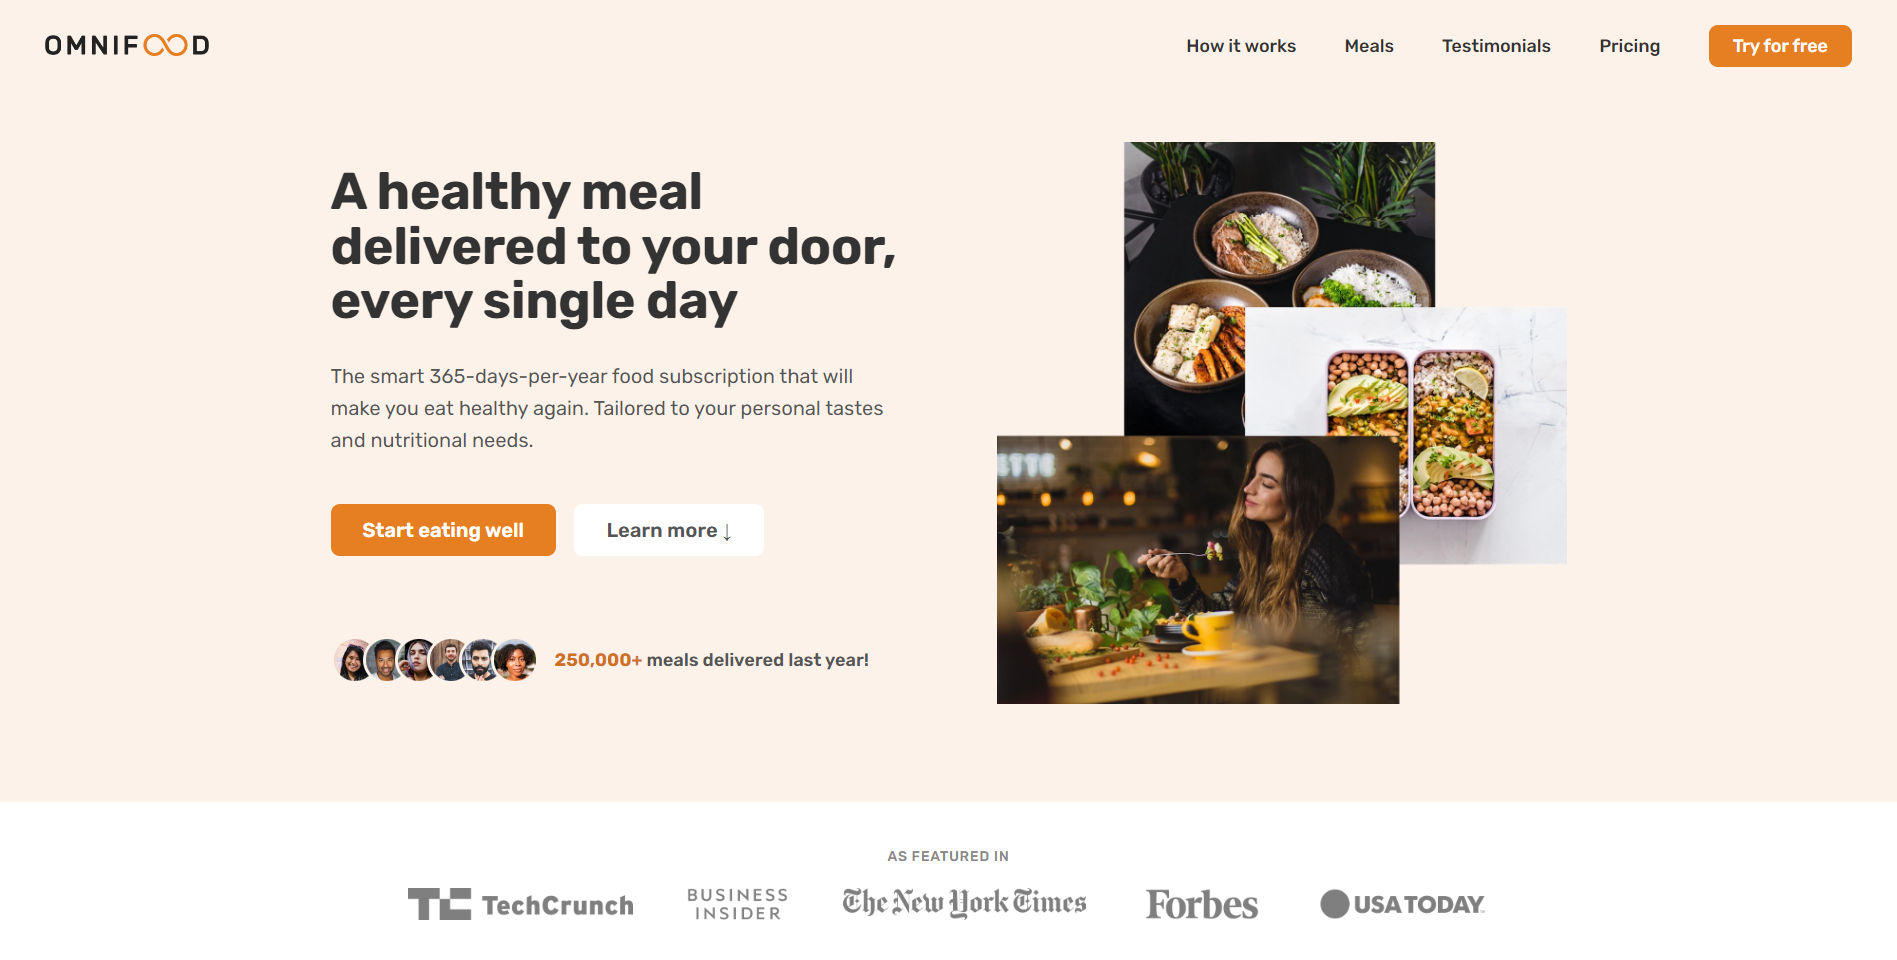 OMNIFOOD
How it works
Meals
Testimonials
Pricing
Try for free
A healthy meal
delivered to your door,
every single day
The smart 365-days-per-year food subscription that will
make you eat healthy again. Tailored to your personal tastes
and nutritional needs.
Start eating well
Learn more ↓
250,000+ meals delivered last year!
AS FEATURED IN
TechCrunch
BUSINESS
INSIDER
The New York Times
Forbes
USA TODAY